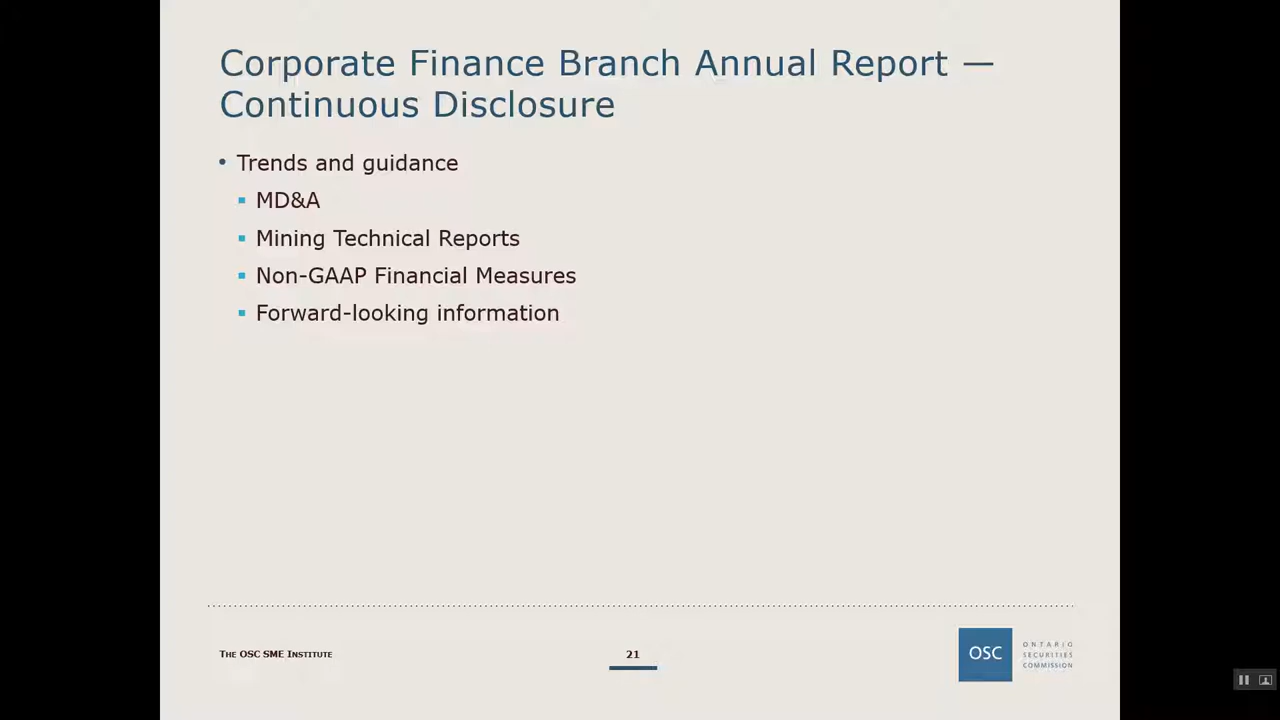 Corporate Finance Branch Annual Report —
Continuous Disclosure
• Trends and guidance
▪ MD&A
▪ Mining Technical Reports
▪ Non-GAAP Financial Measures
▪ Forward-looking information
THE OSC SME INSTITUTE
21
OSC
ONTARIO
SECURITIES
COMMISSION